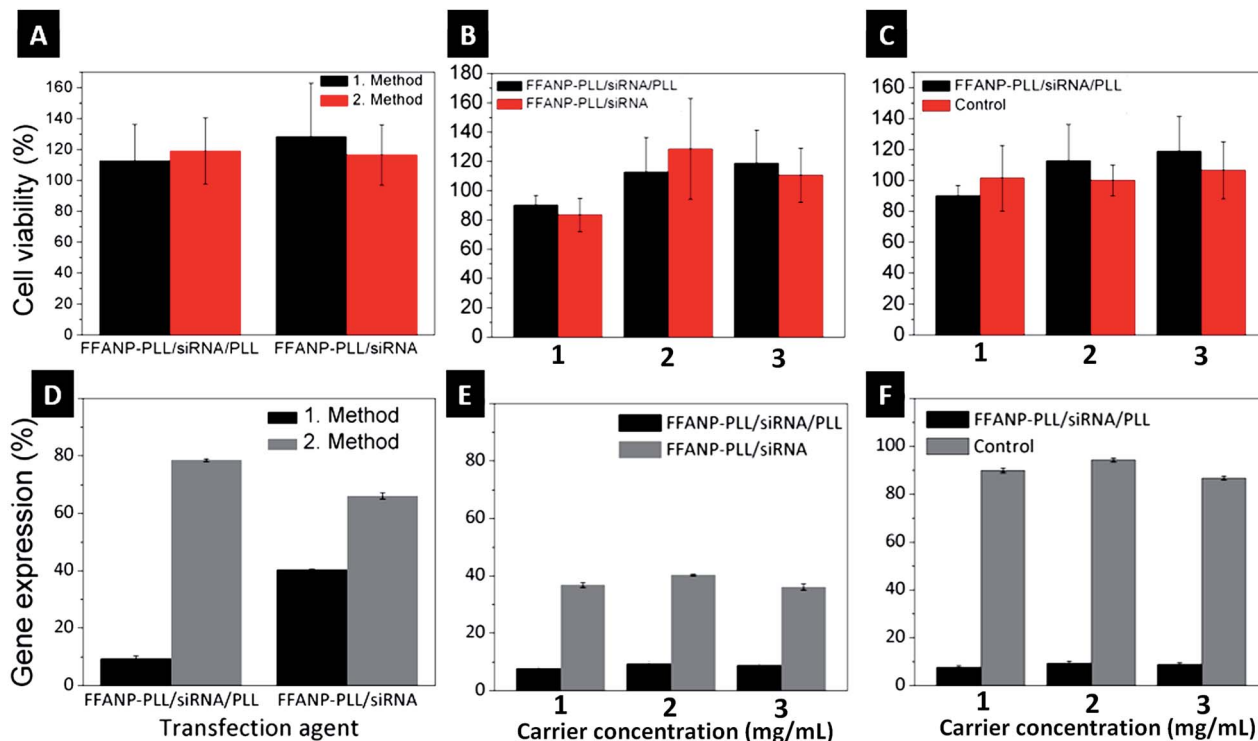 A
Cell viability (%)
160
140
120
100
80
60
40
20
0
1. Method
2. Method
FFANP-PLL/siRNA/PLL
FFANP-PLL/siRNA
B
180
160
140
120
100
80
60
40
20
0
FFANP-PLL/siRNA/PLL
FFANP-PLL/siRNA
1
2
3
C
160
140
120
100
80
60
40
20
0
FFANP-PLL/siRNA/PLL
Control
1
2
3
D
Gene expression (%)
80
60
40
20
0
1. Method
2. Method
FFANP-PLL/siRNA/PLL
FFANP-PLL/siRNA
Transfection agent
E
80
60
40
20
0
FFANP-PLL/siRNA/PLL
FFANP-PLL/siRNA
1
2
3
Carrier concentration (mg/mL)
F
100
80
60
40
20
0
FFANP-PLL/siRNA/PLL
Control
1
2
3
Carrier concentration (mg/mL)